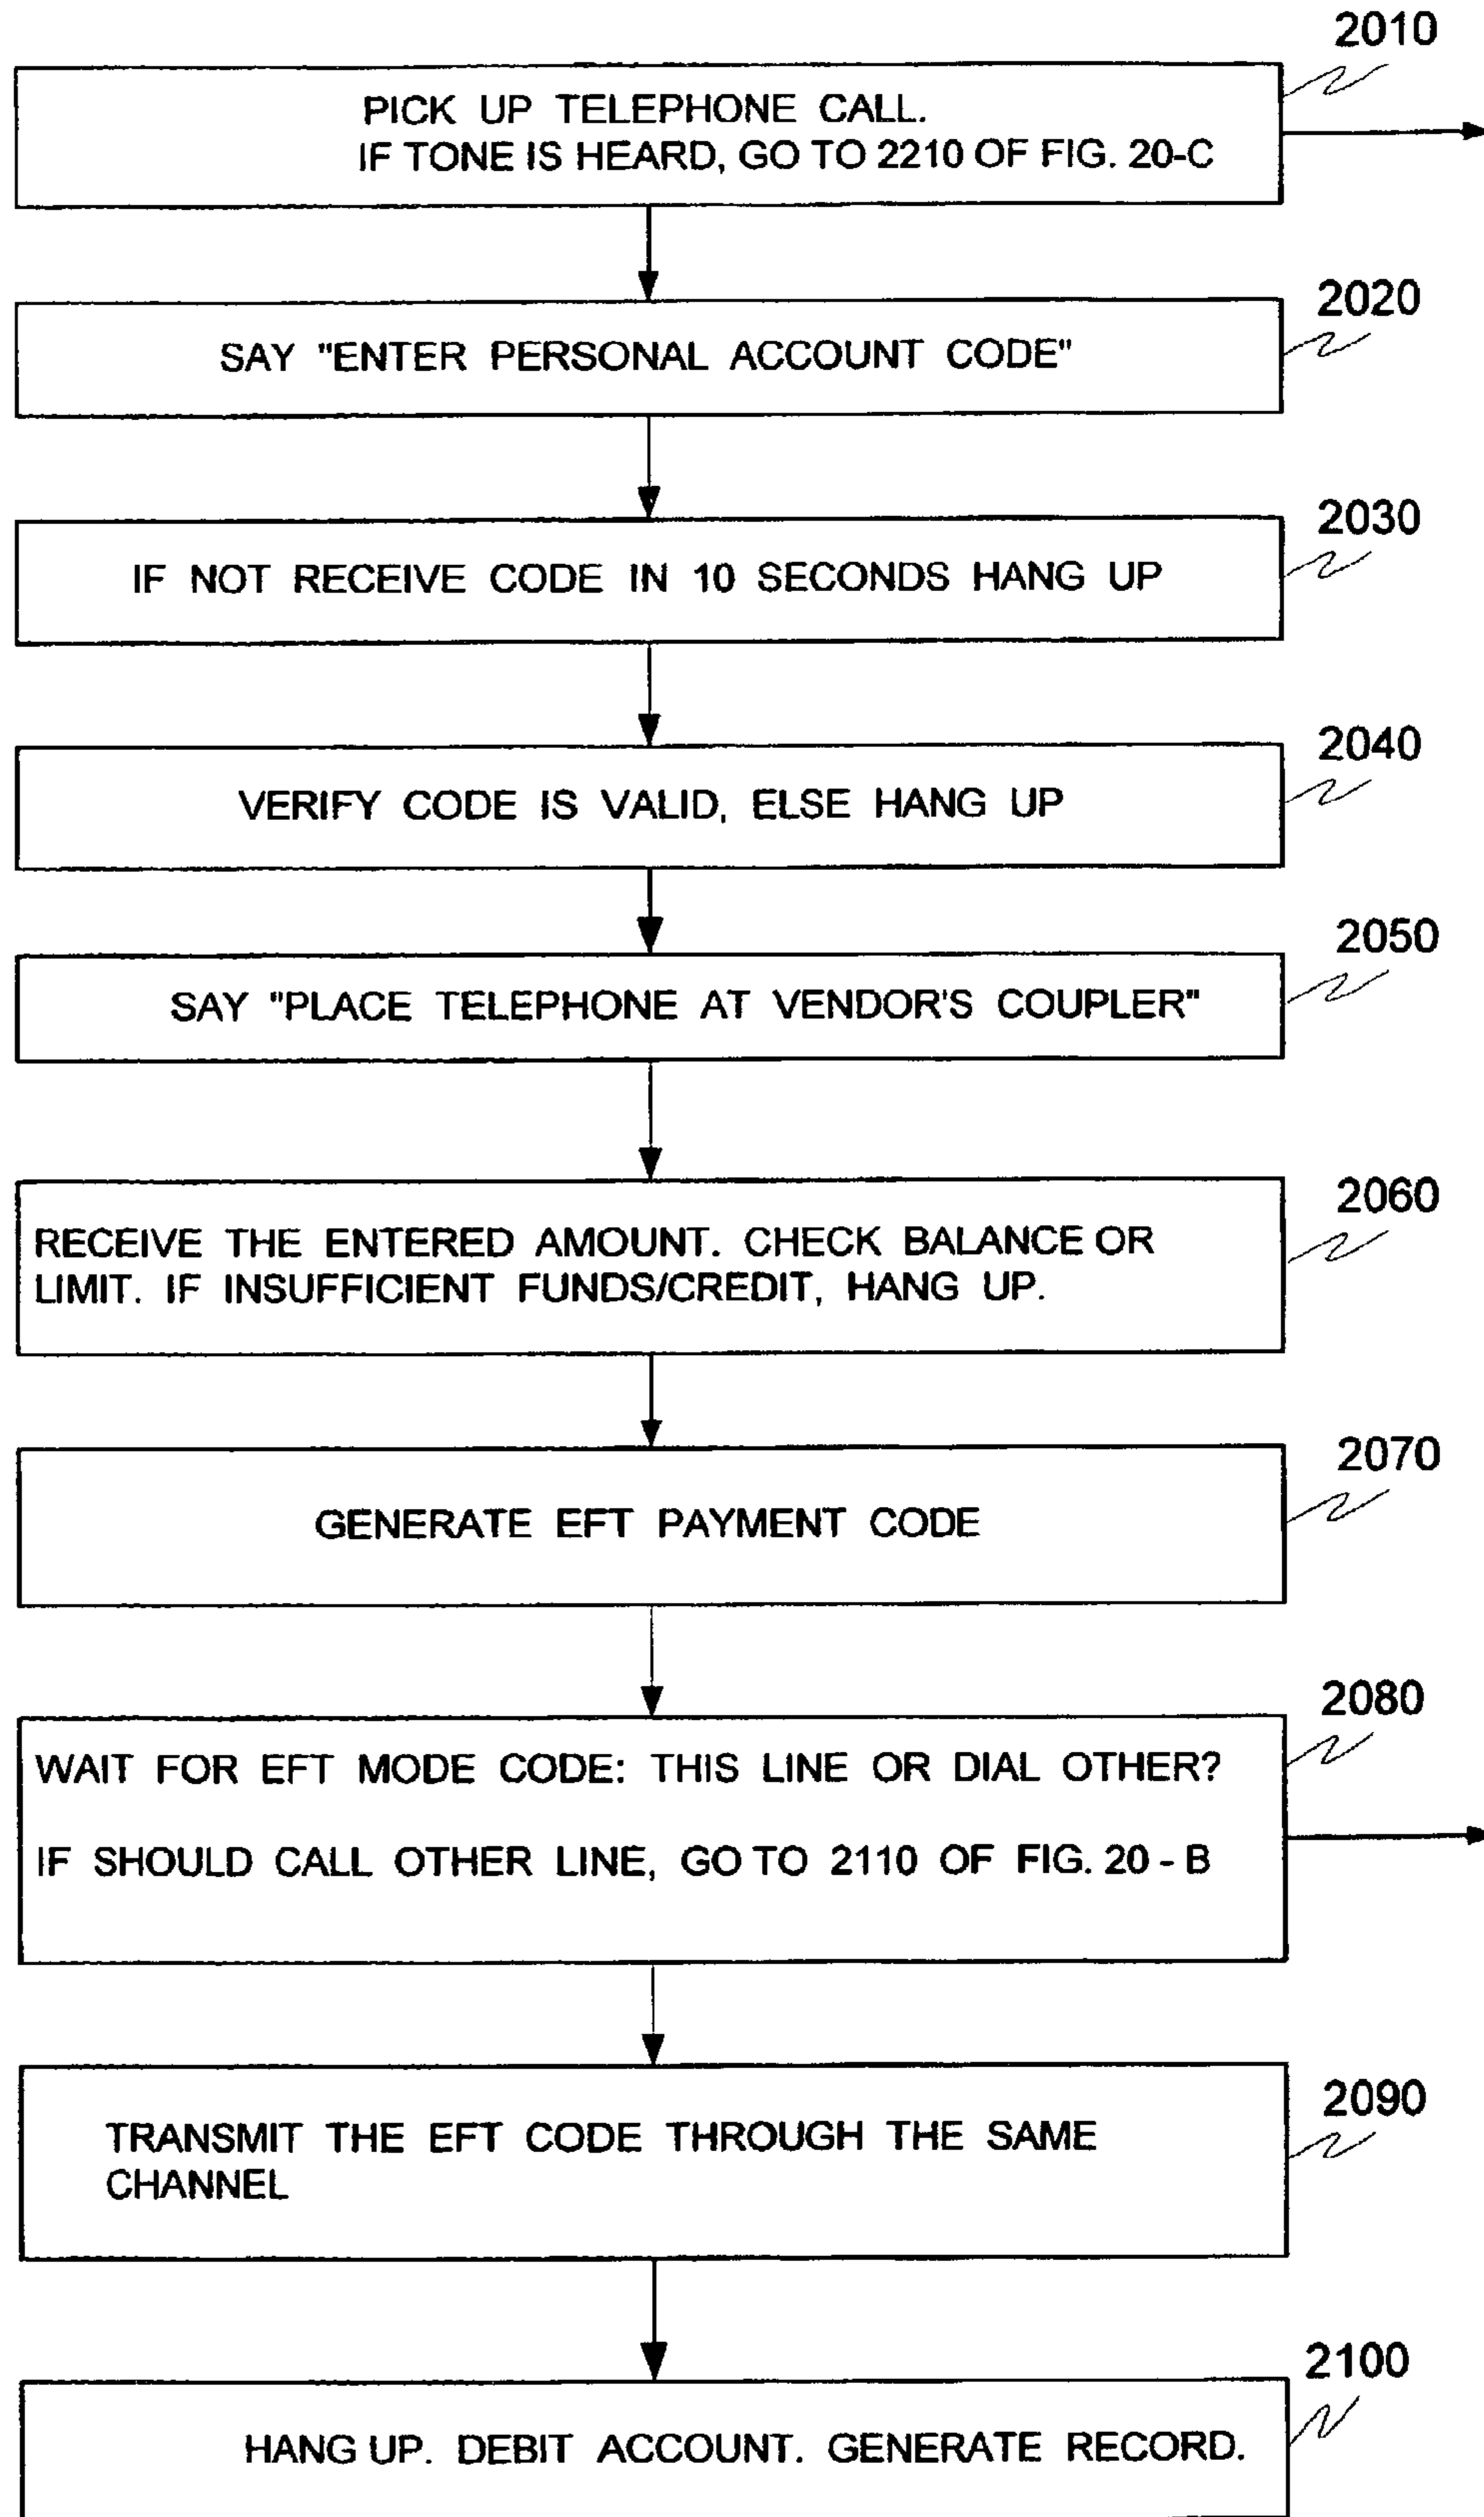 2010
PICK UP TELEPHONE CALL.
IF TONE IS HEARD, GO TO 2210 OF FIG. 20-C
2020
SAY "ENTER PERSONAL ACCOUNT CODE"
2030
IF NOT RECEIVE CODE IN 10 SECONDS HANG UP
2040
VERIFY CODE IS VALID, ELSE HANG UP
2050
SAY "PLACE TELEPHONE AT VENDOR'S COUPLER"
2060
RECEIVE THE ENTERED AMOUNT. CHECK BALANCE OR
LIMIT. IF INSUFFICIENT FUNDS/CREDIT, HANG UP.
2070
GENERATE EFT PAYMENT CODE
2080
WAIT FOR EFT MODE CODE: THIS LINE OR DIAL OTHER?
IF SHOULD CALL OTHER LINE, GO TO 2110 OF FIG. 20 - B
2090
TRANSMIT THE EFT CODE THROUGH THE SAME
CHANNEL
2100
HANG UP. DEBIT ACCOUNT. GENERATE RECORD.